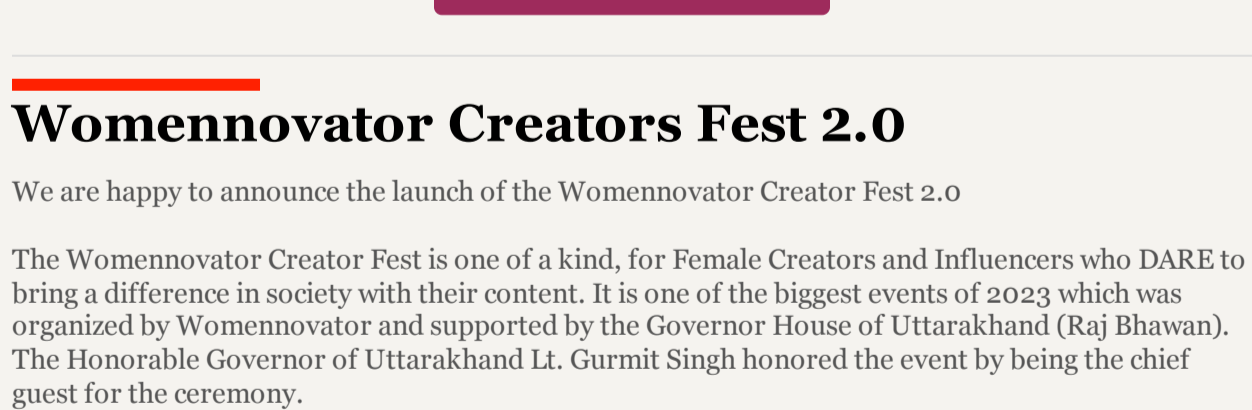 Womennovator Creators Fest 2.0
We are happy to announce the launch of the Womennovator Creator Fest 2.0
The Womennovator Creator Fest is one of a kind, for Female Creators and Influencers who DARE to
bring a difference in society with their content. It is one of the biggest events of 2023 which was
organized by Womennovator and supported by the Governor House of Uttarakhand (Raj Bhawan).
The Honorable Governor of Uttarakhand Lt. Gurmit Singh honored the event by being the chief
guest for the ceremony.